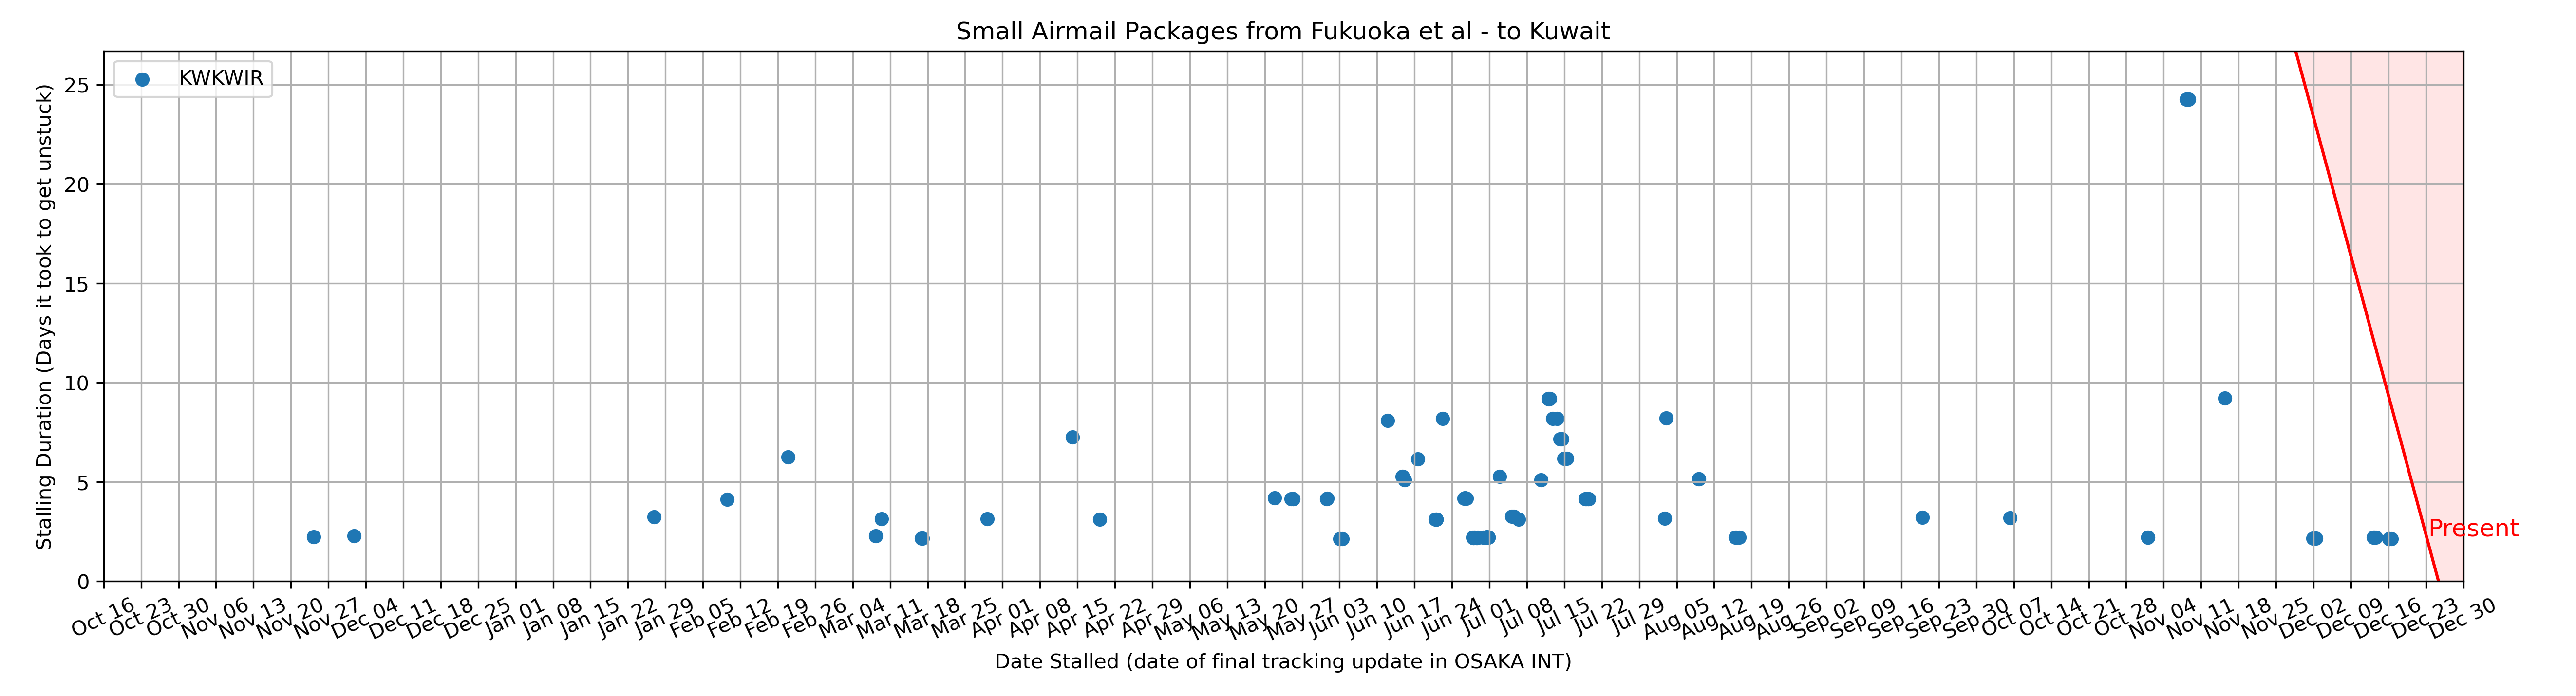 Small Airmail Packages from Fukuoka et al - to Kuwait
KWKWIR
Stalling Duration (Days it took to get unstuck)
25
20
15
10
5
0
Present
Oct 16 Oct 23 Oct 30 Nov 06 Nov 13 Nov 20 Nov 27 Dec 04 Dec 11 Dec 18 Dec 25 Jan 01 Jan 08 Jan 15 Jan 22 Jan 29 Feb 05 Feb 12 Feb 19 Feb 26 Mar 04 Mar 11 Mar 18 Mar 25 Apr 01 Apr 08 Apr 15 Apr 22 Apr 29 May 06 May 13 May 20 May 27 Jun 03 Jun 10 Jun 17 Jun 24 Jul 01 Jul 08 Jul 15 Jul 22 Jul 29 Aug 05 Aug 12 Aug 19 Aug 26 Sep 02 Sep 09 Sep 16 Sep 23 Sep 30 Oct 07 Oct 14 Oct 21 Oct 28 Nov 04 Nov 11 Nov 18 Nov 25 Dec 02 Dec 09 Dec 16 Dec 23 Dec 30
Date Stalled (date of final tracking update in OSAKA INT)